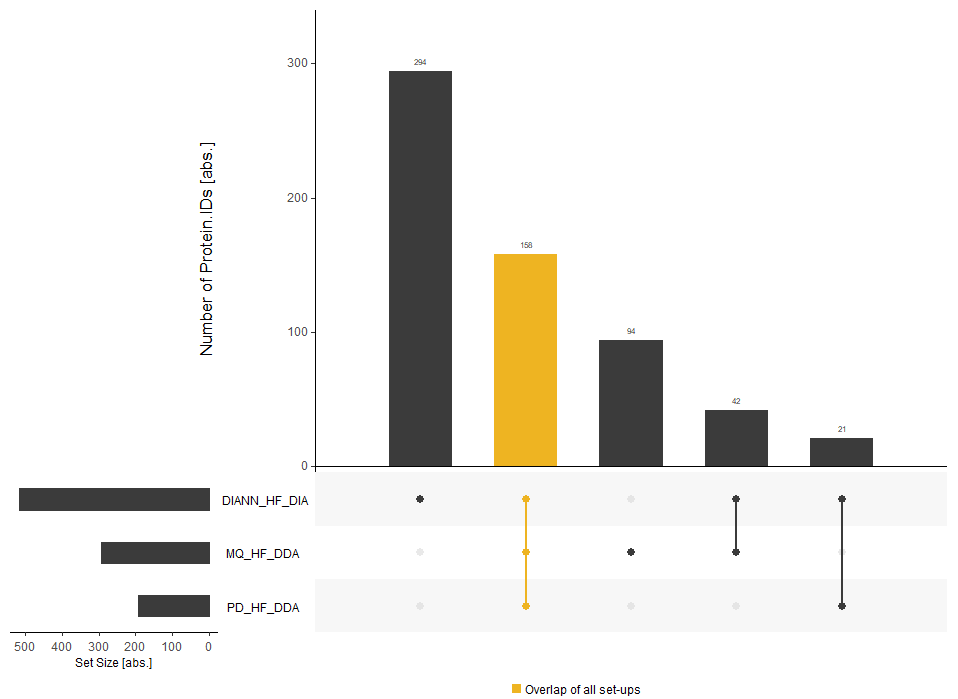 Number of Protein.IDs [abs.]
300
200
100
0
294
158
94
42
21
DIANN_HF_DIA
MQ_HF_DDA
PD_HF_DDA
500 400 300 200 100 0
Set Size [abs.]
Overlap of all set-ups